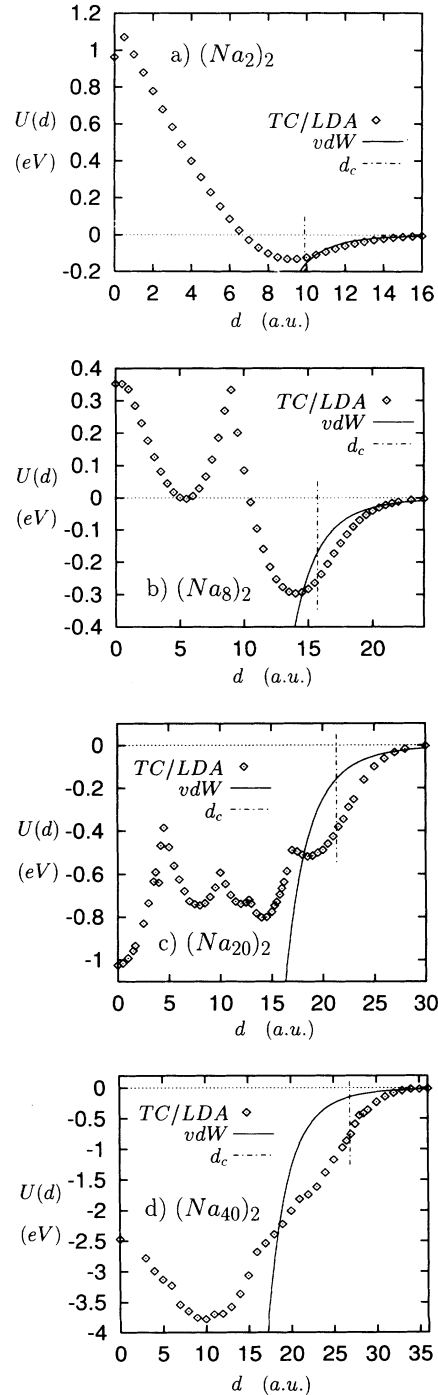 1.2
1
0.8
0.6
0.4
0.2
0
-0.2
U(d)
(eV)
a) (Na2)2
TC/LDA
vdW
dc
0 2 4 6 8 10 12 14 16
d (a.u.)
0.4
0.3
0.2
0.1
0
-0.1
-0.2
-0.3
-0.4
U(d)
(eV)
TC/LDA
vdW
dc
b) (Na8)2
0 5 10 15 20
d (a.u.)
0
-0.2
-0.4
-0.6
-0.8
-1
U(d)
(eV)
TC/LDA
vdW
dc
c) (Na20)2
0 5 10 15 20 25 30
d (a.u.)
0
-0.5
-1
-1.5
-2
-2.5
-3
-3.5
-4
U(d)
(eV)
TC/LDA
vdW
dc
d) (Na40)2
0 5 10 15 20 25 30 35
d (a.u.)